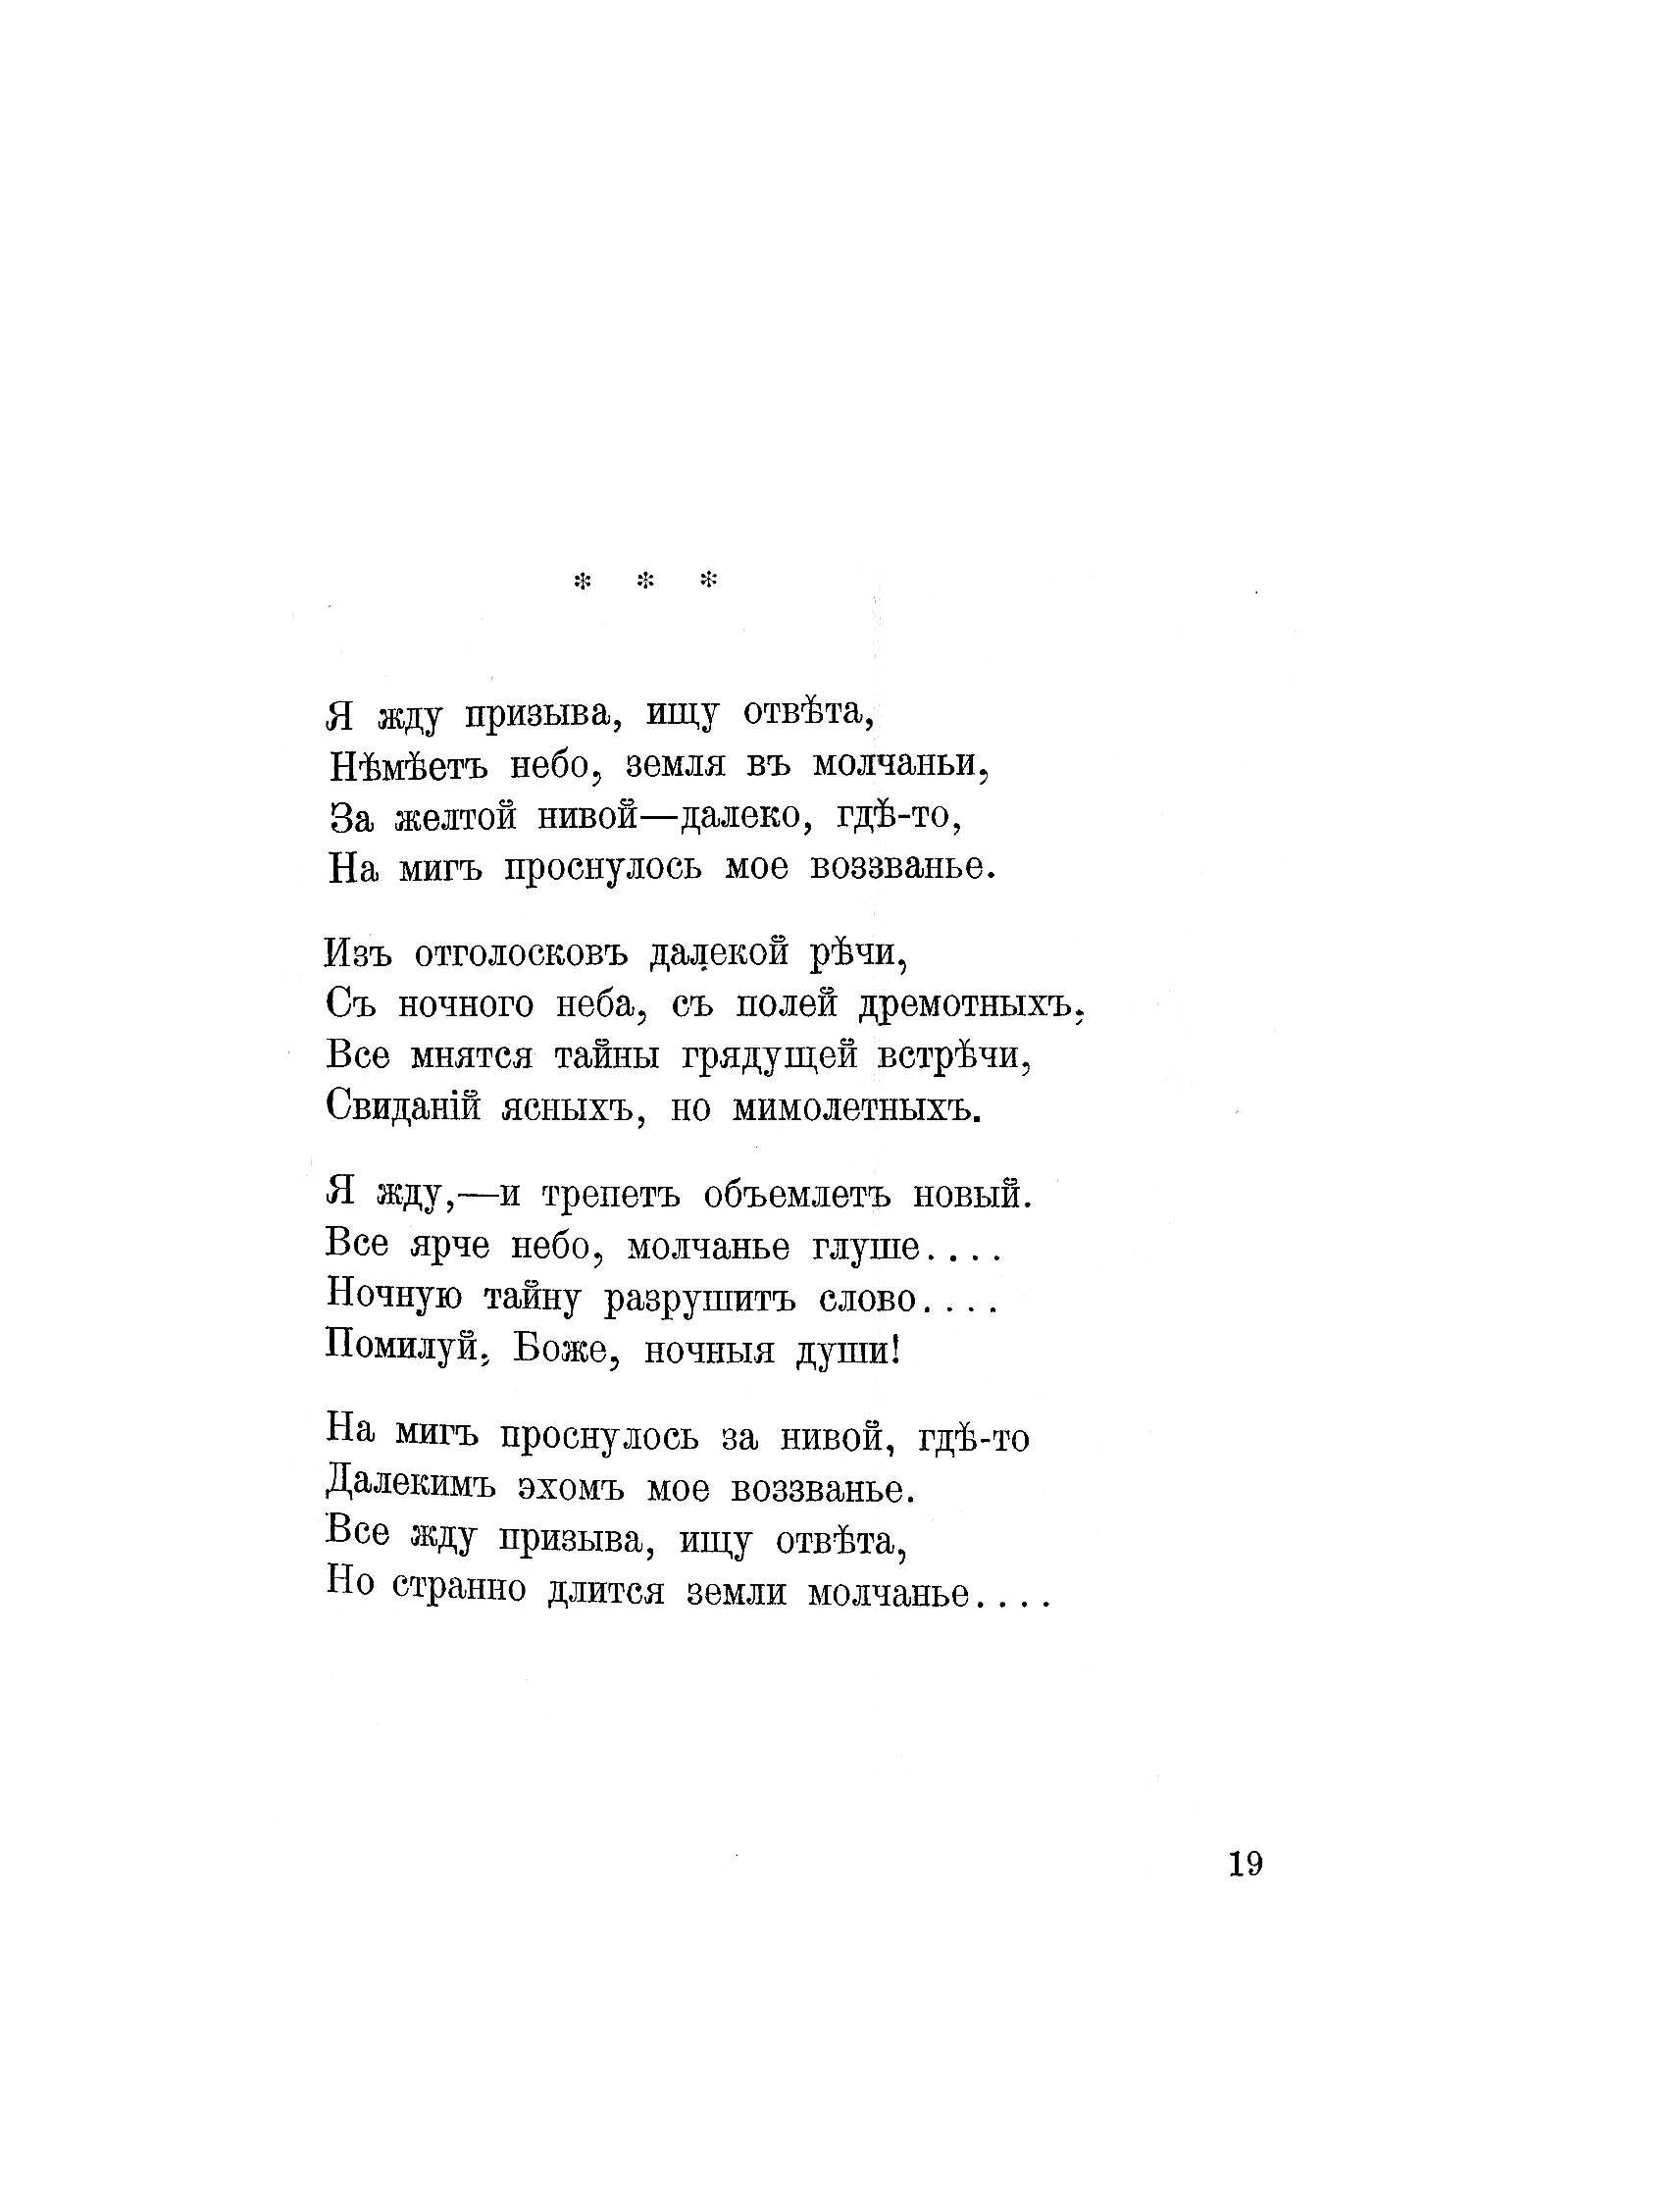 * * *
Я жду призыва, ищу отвѣта,
Нѣмѣетъ небо, земля въ молчаньи,
За желтой нивой—далеко, гдѣ-то,
На мигъ проснулось мое воззванье.
Изъ отголосковъ далекой рѣчи,
Съ ночного неба, съ полей дремотныхъ,
Все мнятся тайны грядущей встрѣчи,
Свиданій ясныхъ, но мимолетныхъ.
Я жду,—и трепетъ объемлетъ новый.
Все ярче небо, молчанье глуше....
Ночную тайну разрушитъ слово....
Помилуй, Боже, ночныя души!
На мигъ проснулось за нивой, гдѣ-то
Далекимъ эхомъ мое воззванье.
Все жду призыва, ищу отвѣта,
Но странно длится земли молчанье....
19